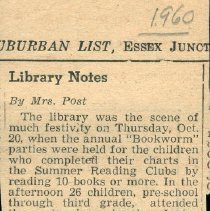 1960
SUBURBAN LIST, ESSEX JUNCT
Library Notes
By Mrs. Post
The library was the scene of
much festivity on Thursday, Oct.
20, when the annual "Bookworm"
parties were held for the children
who completed their charts in
the Summer Reading Clubs by
reading 10 books or more. In the
afternoon 26 children, pre-school
through third grade, attended